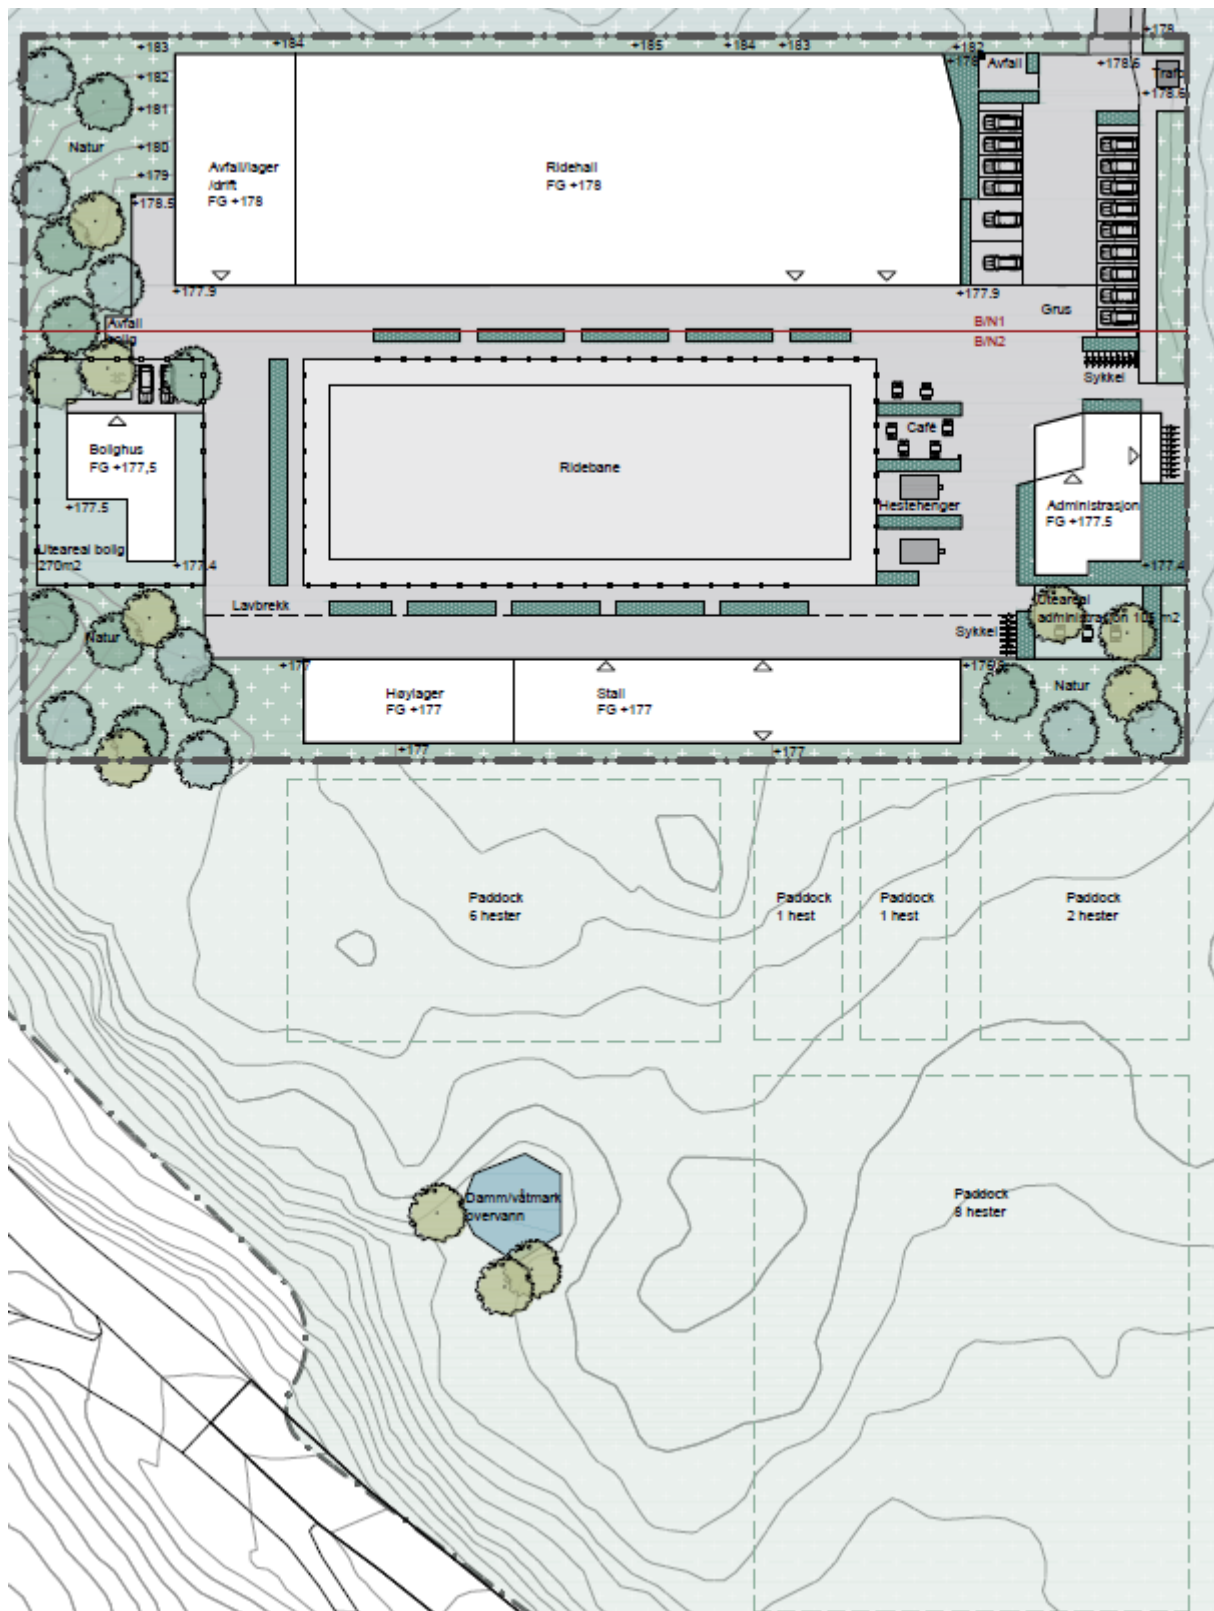 +178
+183
+184
+185
+184
+183
+182
+178.5
Avfall
Trafo
+182
+178.6
+181
Natur
+180
+179
Avfall/lager
/drift
FG +178
Ridehall
FG +178
+178.5
+177.9
+177.9
Grus
B/N1
B/N2
Avfall
bolig
Sykkel
Café
Bolighus
FG +177,5
Ridebane
Hestehenger
Administrasjon
FG +177.5
+177.5
Uteareal bolig
270m2
+177.4
+177.4
Lavbrekk
Uteareal
Sykkel
Natur
+177
Høylager
FG +177
Stall
FG +177
Natur
+177
+177
Paddock
6 hester
Paddock
1 hest
Paddock
1 hest
Paddock
2 hester
Damm/våtmark
overvann
Paddock
8 hester